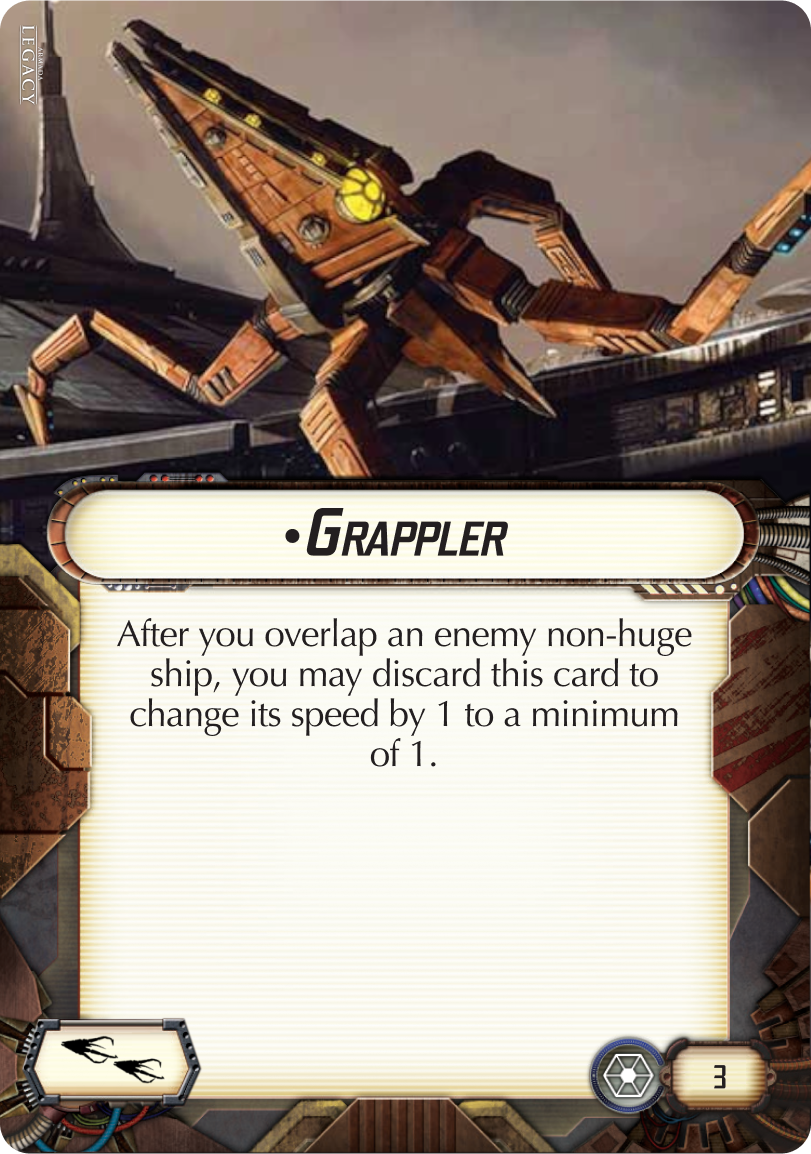 LEGACY
•GRAPPLER
After you overlap an enemy non-huge
ship, you may discard this card to
change its speed by 1 to a minimum
of 1.
3